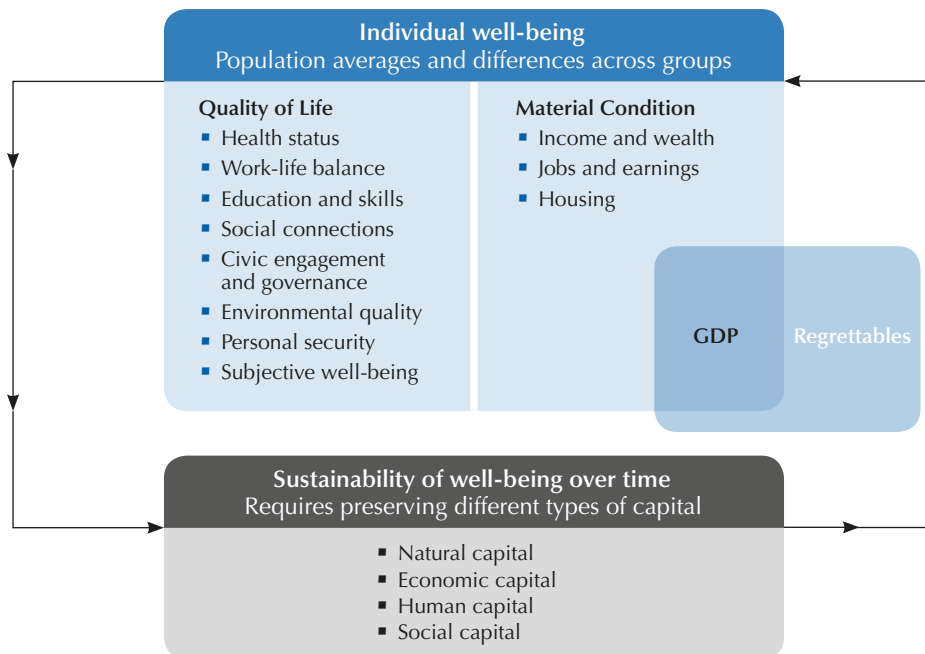 Individual well-being
Population averages and differences across groups
Quality of Life
▪ Health status
▪ Work-life balance
▪ Education and skills
▪ Social connections
▪ Civic engagement
and governance
▪ Environmental quality
▪ Personal security
▪ Subjective well-being
Material Condition
▪ Income and wealth
▪ Jobs and earnings
▪ Housing
GDP
Regrettables
Sustainability of well-being over time
Requires preserving different types of capital
▪ Natural capital
▪ Economic capital
▪ Human capital
▪ Social capital